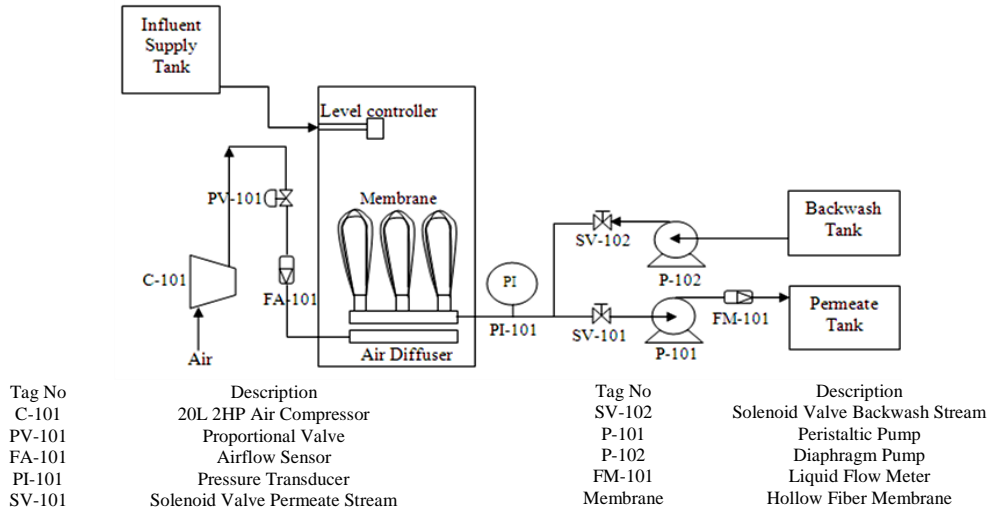 Influent
Supply
Tank
Level controller
PV-101
Membrane
C-101
FA-101
Air
Air Diffuser
PI
PI-101
SV-102
P-102
Backwash
Tank
SV-101
P-101
FM-101
Permeate
Tank
Tag No Description Tag No Description
C-101 20L 2HP Air Compressor SV-102 Solenoid Valve Backwash Stream
PV-101 Proportional Valve P-101 Peristaltic Pump
FA-101 Airflow Sensor P-102 Diaphragm Pump
PI-101 Pressure Transducer FM-101 Liquid Flow Meter
SV-101 Solenoid Valve Permeate Stream Membrane Hollow Fiber Membrane